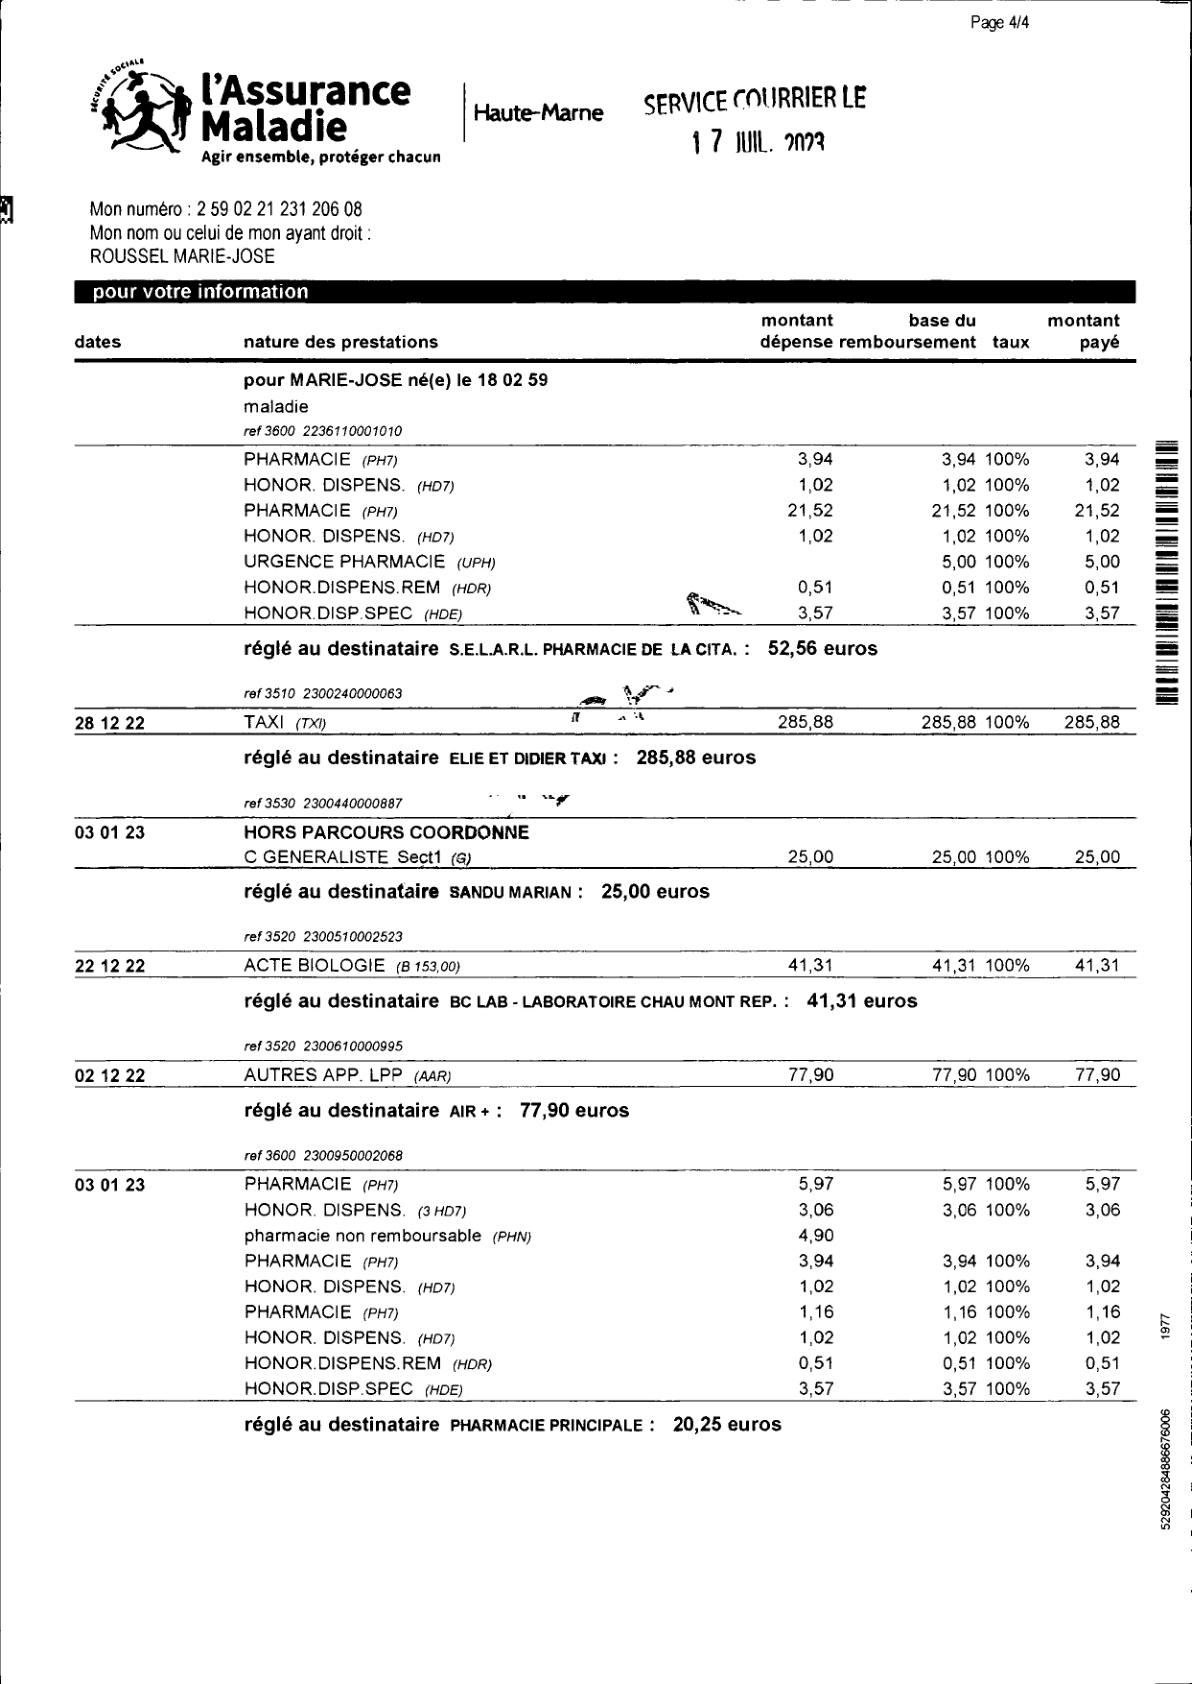 Page 4/4
SÉCURITÉ SOCIALE
l'Assurance
Maladie
Agir ensemble, protéger chacun
Haute-Marne
SERVICE COURRIER LE
17 JUIL. 2023
Mon numéro : 2 59 02 21 231 206 08
Mon nom ou celui de mon ayant droit :
ROUSSEL MARIE-JOSE
pour votre information
montant base du montant
dates nature des prestations dépense remboursement taux payé
pour MARIE-JOSE né(e) le 18 02 59
maladie
ref 3600 2236110001010
PHARMACIE (PH7) 3,94 3,94 100% 3,94
HONOR. DISPENS. (HD7) 1,02 1,02 100% 1,02
PHARMACIE (PH7) 21,52 21,52 100% 21,52
HONOR. DISPENS. (HD7) 1,02 1,02 100% 1,02
URGENCE PHARMACIE (UPH) 5,00 100% 5,00
HONOR.DISPENS.REM (HDR) 0,51 0,51 100% 0,51
HONOR.DISP.SPEC (HDE) 3,57 3,57 100% 3,57
réglé au destinataire S.E.L.A.R.L. PHARMACIE DE LA CITA. : 52,56 euros
ref 3510 2300240000063
28 12 22 TAXI (TXI) 285,88 285,88 100% 285,88
réglé au destinataire ELIE ET DIDIER TAXI : 285,88 euros
ref 3530 2300440000887
03 01 23 HORS PARCOURS COORDONNE
C GENERALISTE Sect1 (G) 25,00 25,00 100% 25,00
réglé au destinataire SANDU MARIAN : 25,00 euros
ref 3520 2300510002523
22 12 22 ACTE BIOLOGIE (B 153,00) 41,31 41,31 100% 41,31
réglé au destinataire BC LAB - LABORATOIRE CHAU MONT REP. : 41,31 euros
ref 3520 2300610000995
02 12 22 AUTRES APP. LPP (AAR) 77,90 77,90 100% 77,90
réglé au destinataire AIR + : 77,90 euros
ref 3600 2300950002068
03 01 23 PHARMACIE (PH7) 5,97 5,97 100% 5,97
HONOR. DISPENS. (3 HD7) 3,06 3,06 100% 3,06
pharmacie non remboursable (PHN) 4,90
PHARMACIE (PH7) 3,94 3,94 100% 3,94
HONOR. DISPENS. (HD7) 1,02 1,02 100% 1,02
PHARMACIE (PH7) 1,16 1,16 100% 1,16
HONOR. DISPENS. (HD7) 1,02 1,02 100% 1,02
HONOR.DISPENS.REM (HDR) 0,51 0,51 100% 0,51
HONOR.DISP.SPEC (HDE) 3,57 3,57 100% 3,57
réglé au destinataire PHARMACIE PRINCIPALE : 20,25 euros
1977
52920428488667​6006